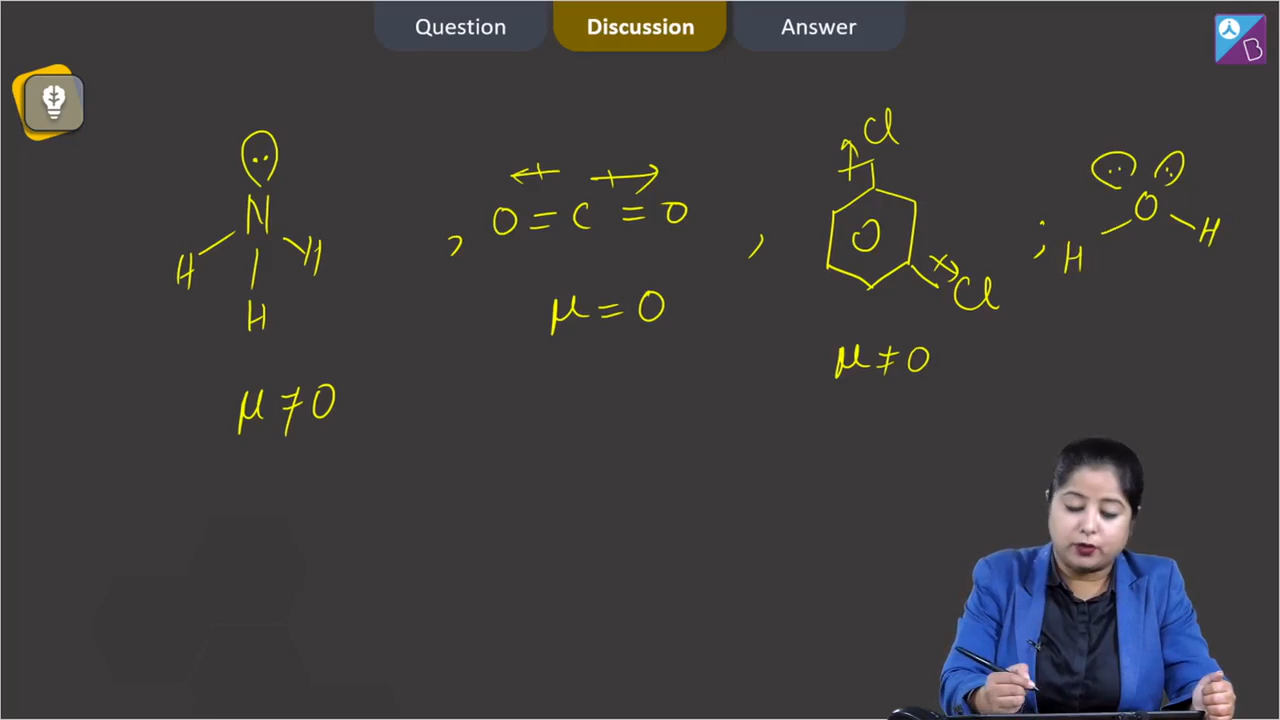 Question Discussion Answer
B
N
H H
H
μ ≠ 0
, O = C = O
μ = 0
, Cl
Cl
μ ≠ 0
; O
H H